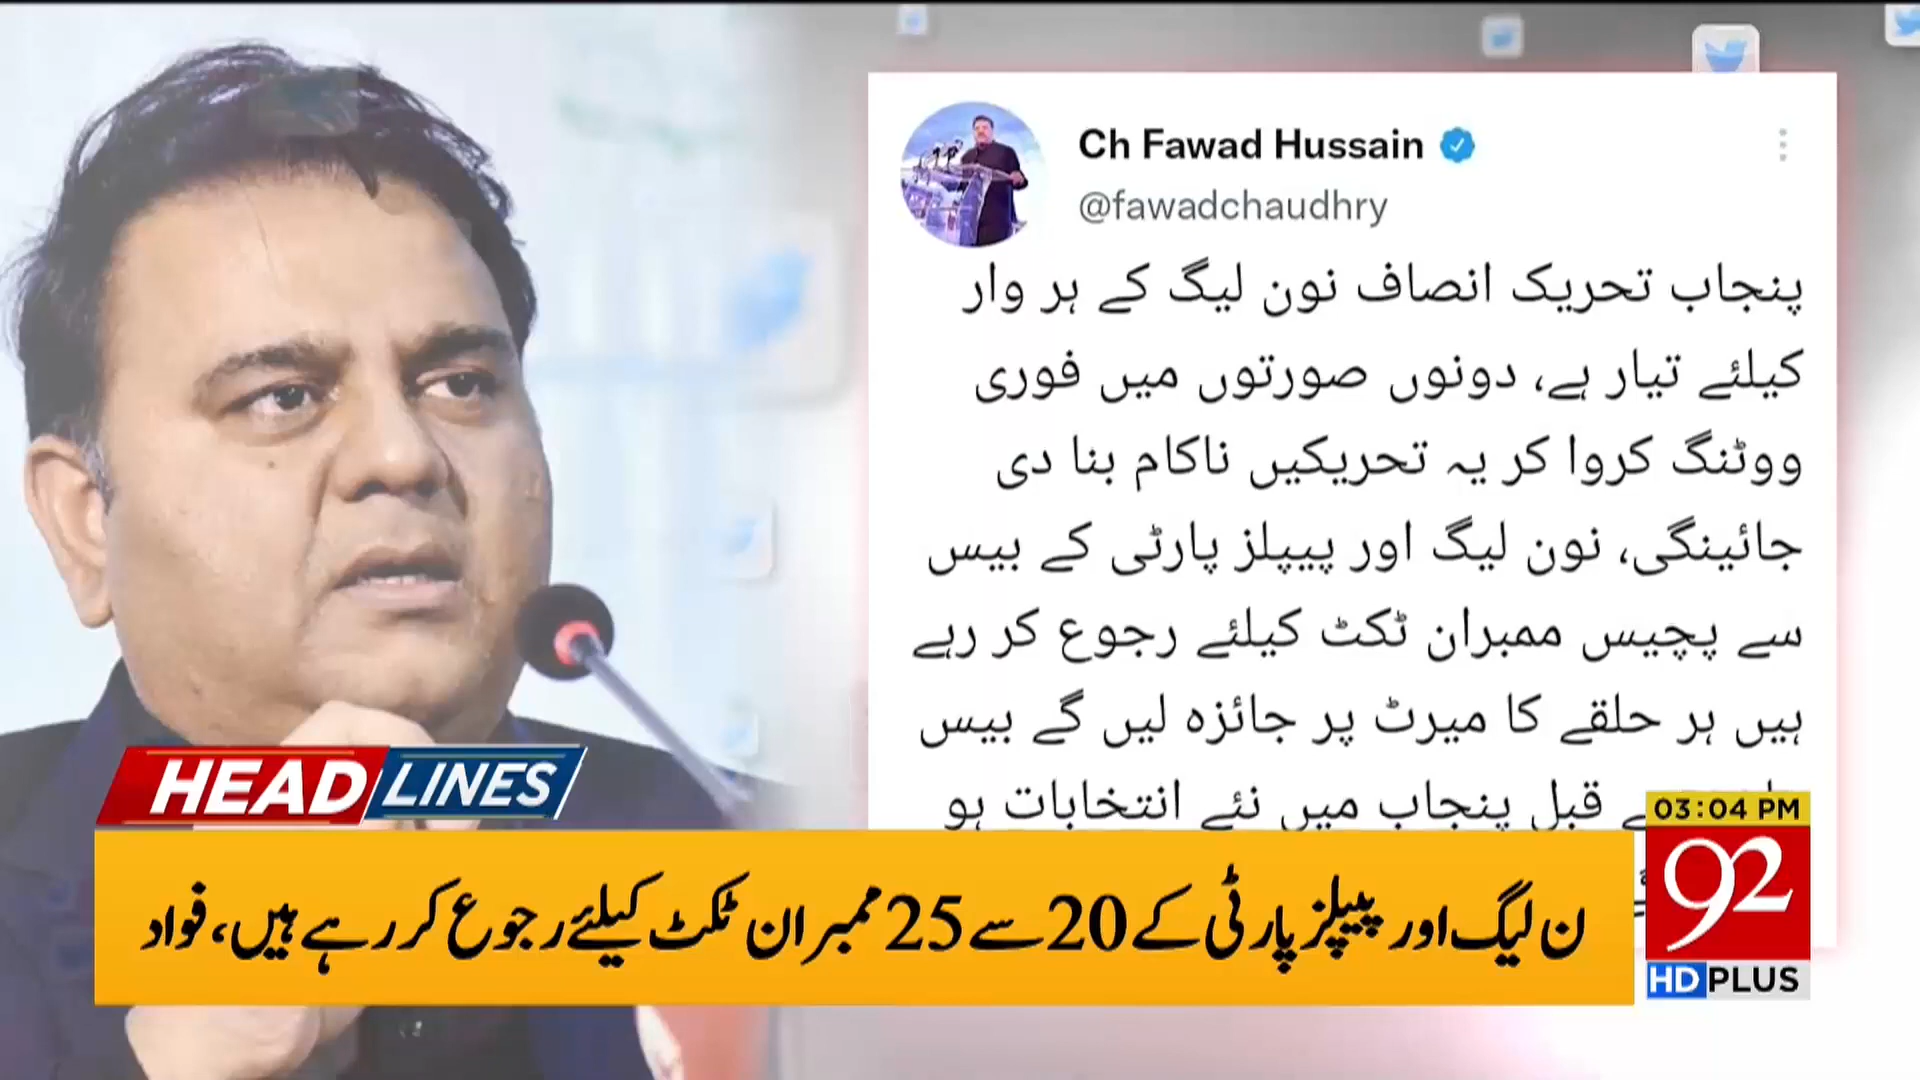 Ch Fawad Hussain
@fawadchaudhry
پنجاب تحریک انصاف نون لیگ کے ہر وار
کیلئے تیار ہے، دونوں صورتوں میں فوری
ووٹنگ کروا کر یہ تحریکیں ناکام بنا دی
جائینگی، نون لیگ اور پیپلز پارٹی کے بیس
سے پچیس ممبران ٹکٹ کیلئے رجوع کر رہے
ہیں ہر حلقے کا میرٹ پر جائزہ لیں گے بیس
قبل پنجاب میں نئے انتخابات ہو
HEADLINES
ن لیگ اور پیپلز پارٹی کے 20 سے 25 ممبران ٹکٹ کیلئے رجوع کر رہے ہیں، فواد
03:04 PM
92
HD PLUS